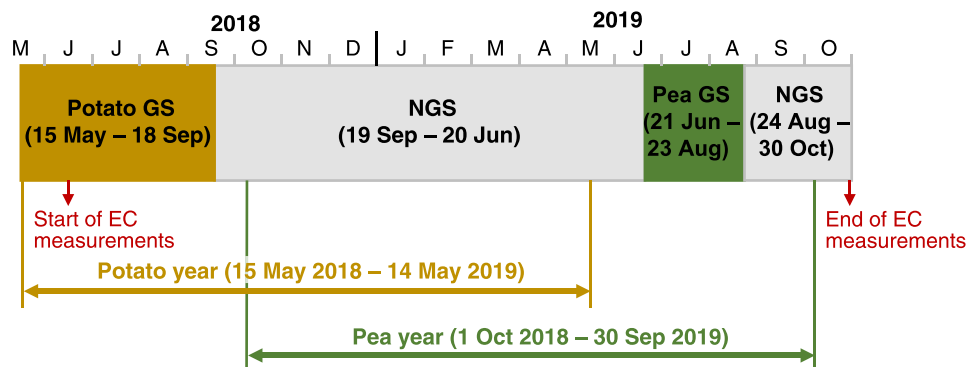 2018 2019
M J J A S O N D J F M A M J J A S O
Potato GS
(15 May – 18 Sep)
NGS
(19 Sep – 20 Jun)
Pea GS
(21 Jun –
23 Aug)
NGS
(24 Aug –
30 Oct)
Start of EC
measurements
End of EC
measurements
Potato year (15 May 2018 – 14 May 2019)
Pea year (1 Oct 2018 – 30 Sep 2019)